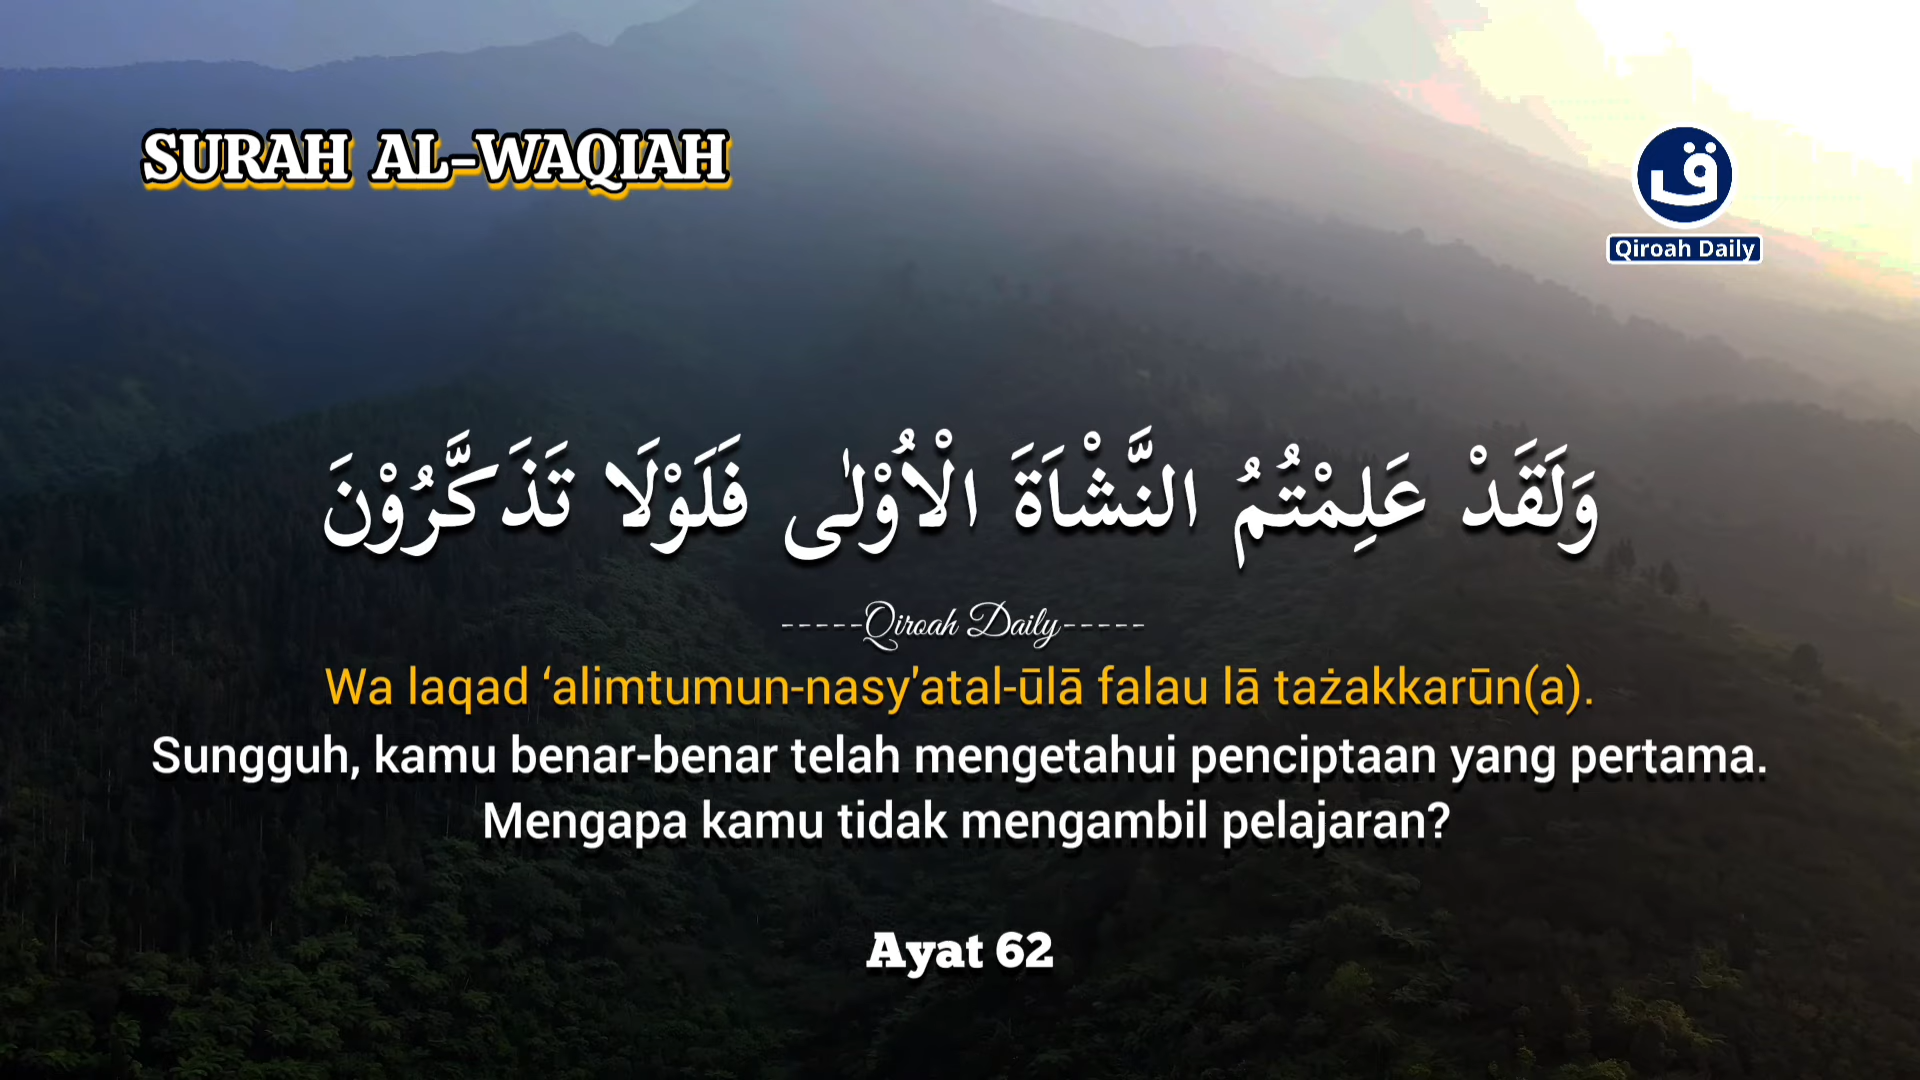 SURAH AL-WAQIAH
ق
Qiroah Daily
وَلَقَدْ عَلِمْتُمُ النَّشْاَةَ الْاُوْلٰى فَلَوْلَا تَذَكَّرُوْنَ
-----Qiroah Daily-----
Wa laqad ‘alimtumun-nasy'atal-ūlā falau lā tażakkarūn(a).
Sungguh, kamu benar-benar telah mengetahui penciptaan yang pertama.
Mengapa kamu tidak mengambil pelajaran?
Ayat 62